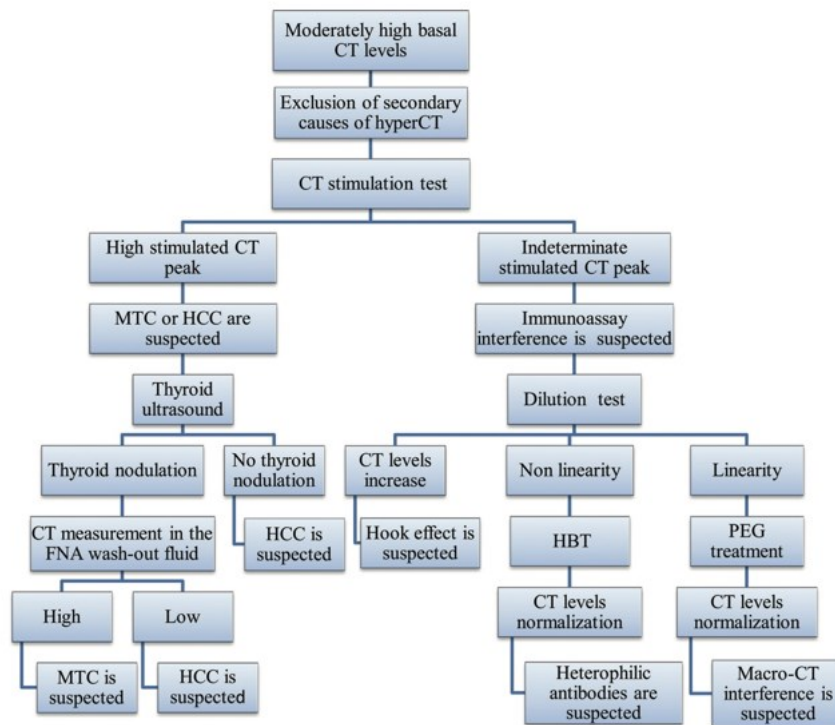 Moderately high basal
CT levels
Exclusion of secondary
causes of hyperCT
CT stimulation test
High stimulated CT
peak
Indeterminate
stimulated CT peak
MTC or HCC are
suspected
Immunoassay
interference is suspected
Thyroid
ultrasound
Dilution test
Thyroid nodulation
No thyroid
nodulation
CT levels
increase
Non linearity
Linearity
CT measurement in the
FNA wash-out fluid
HCC is
suspected
Hook effect is
suspected
HBT
PEG
treatment
High
Low
CT levels
normalization
CT levels
normalization
MTC is
suspected
HCC is
suspected
Heterophilic
antibodies are
suspected
Macro-CT
interference is
suspected